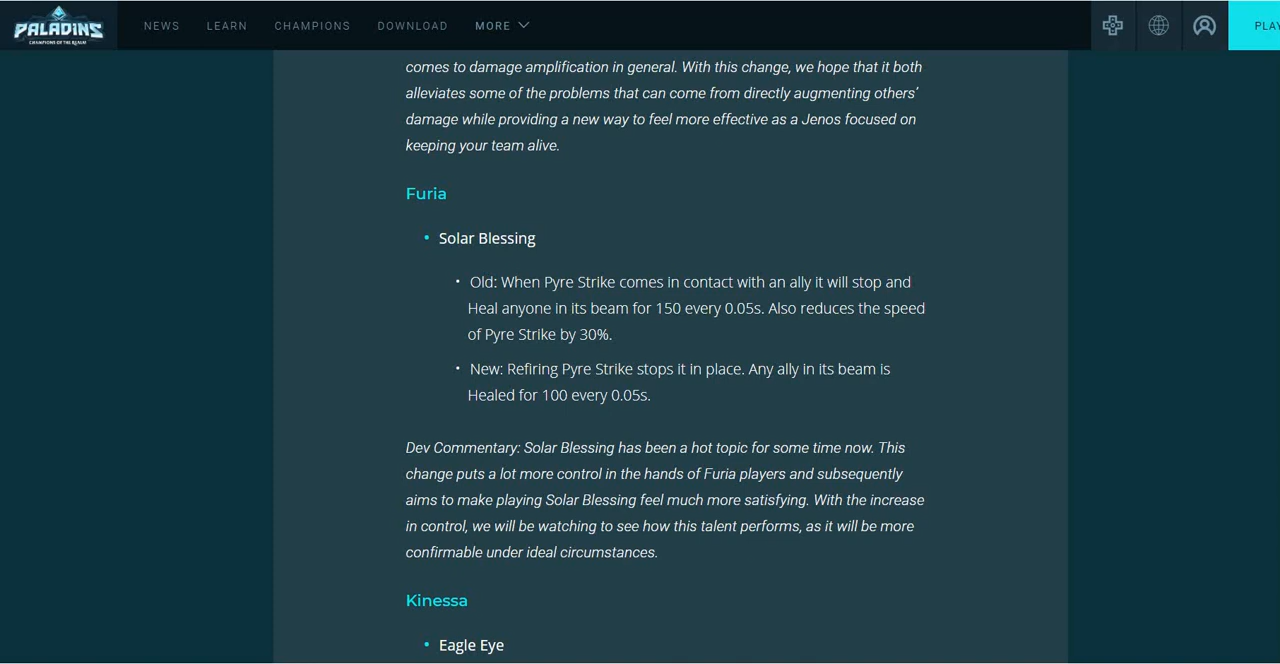 PALADINS
CHAMPIONS OF THE REALM
NEWS LEARN CHAMPIONS DOWNLOAD MORE
PLAY
comes to damage amplification in general. With this change, we hope that it both
alleviates some of the problems that can come from directly augmenting others’
damage while providing a new way to feel more effective as a Jenos focused on
keeping your team alive.
Furia
• Solar Blessing
• Old: When Pyre Strike comes in contact with an ally it will stop and
Heal anyone in its beam for 150 every 0.05s. Also reduces the speed
of Pyre Strike by 30%.
• New: Refiring Pyre Strike stops it in place. Any ally in its beam is
Healed for 100 every 0.05s.
Dev Commentary: Solar Blessing has been a hot topic for some time now. This
change puts a lot more control in the hands of Furia players and subsequently
aims to make playing Solar Blessing feel much more satisfying. With the increase
in control, we will be watching to see how this talent performs, as it will be more
confirmable under ideal circumstances.
Kinessa
• Eagle Eye